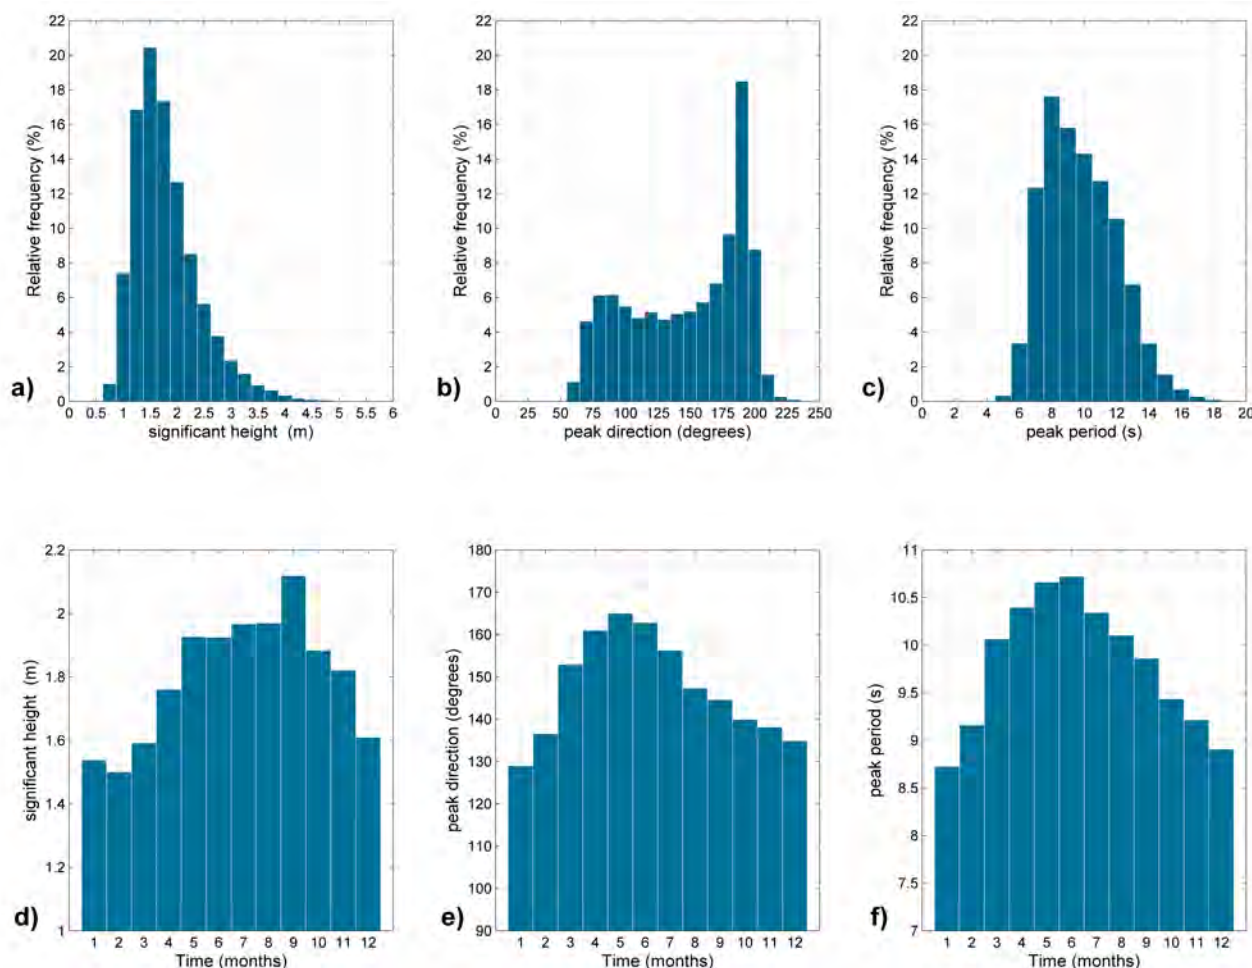 22
20
18
16
14
12
10
8
6
4
2
0
Relative frequency (%)
a)
0 0.5 1 1.5 2 2.5 3 3.5 4 4.5 5 5.5 6
significant height (m)
22
20
18
16
14
12
10
8
6
4
2
0
Relative frequency (%)
b)
0 25 50 75 100 125 150 175 200 225 250
peak direction (degrees)
22
20
18
16
14
12
10
8
6
4
2
0
Relative frequency (%)
c)
0 2 4 6 8 10 12 14 16 18 20
peak period (s)
2.2
2
1.8
1.6
1.4
1.2
1
significant height (m)
d)
1 2 3 4 5 6 7 8 9 10 11 12
Time (months)
180
170
160
150
140
130
120
110
100
90
peak direction (degrees)
e)
1 2 3 4 5 6 7 8 9 10 11 12
Time (months)
11
10.5
10
9.5
9
8.5
8
7.5
7
peak period (s)
f)
1 2 3 4 5 6 7 8 9 10 11 12
Time (months)